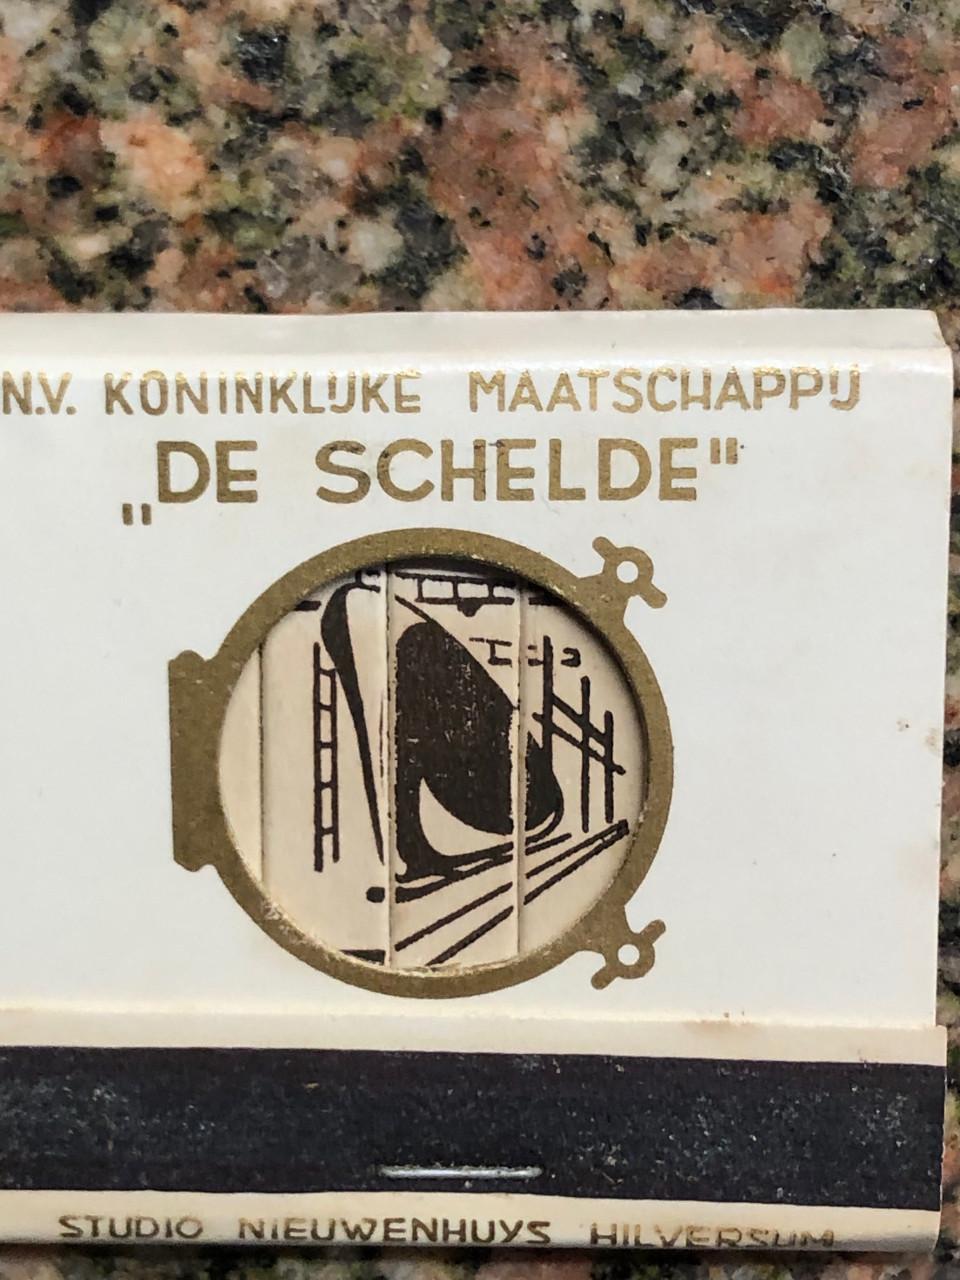 N.V. KONINKLIJKE MAATSCHAPPIJ
„DE SCHELDE"
STUDIO NIEUWENHUYS HILVERSUM